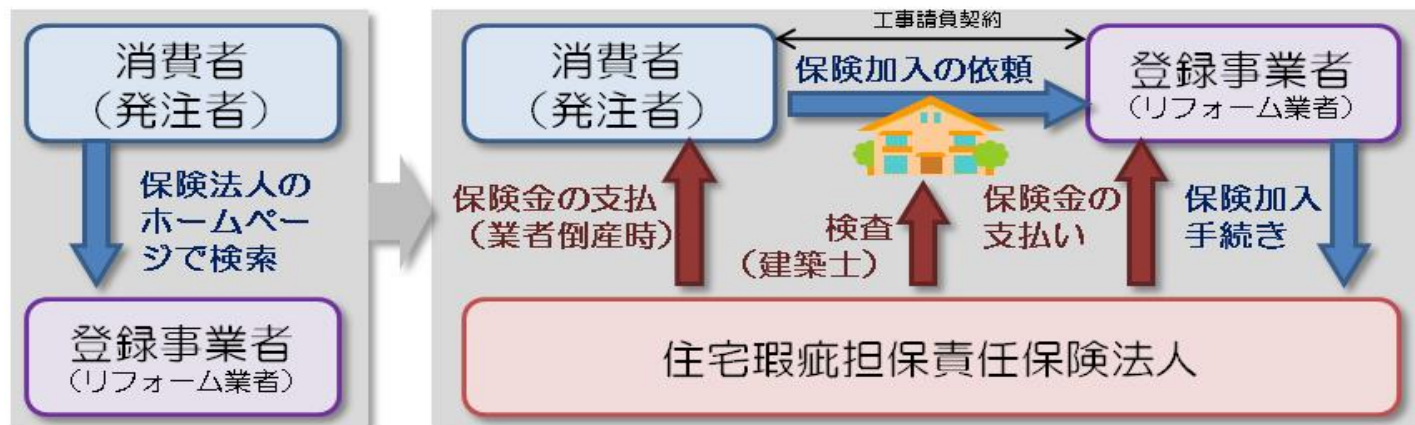 消費者
（発注者）
保険法人の
ホームペー
ジで検索
登録事業者
（リフォーム業者）
工事請負契約
消費者
（発注者）
保険加入の依頼
登録事業者
（リフォーム業者）
保険金の支払
（業者倒産時）
検査
（建築士）
保険金の
支払い
保険加入
手続き
住宅瑕疵担保責任保険法人